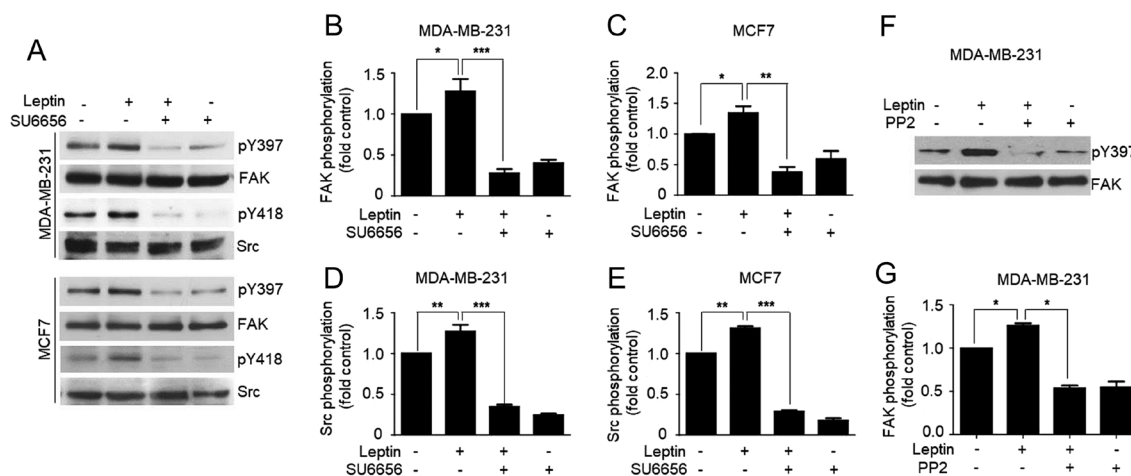 A
Leptin - + + -
SU6656 - - + +
MDA-MB-231
pY397
FAK
pY418
Src
MCF7
pY397
FAK
pY418
Src
B
MDA-MB-231
FAK phosphorylation
(fold control)
1.5
1.0
0.5
0
* ***
Leptin - + + -
SU6656 - - + +
C
MCF7
FAK phosphorylation
(fold control)
2.0
1.5
1.0
0.5
0.0
* **
Leptin - + + -
SU6656 - - + +
D
MDA-MB-231
Src phosphorylation
(fold control)
1.5
1.0
0.5
0
** ***
Leptin - + + -
SU6656 - - + +
E
MCF7
Src phosphorylation
(fold control)
1.5
1.0
0.5
0
** ***
Leptin - + + -
SU6656 - - + +
F
MDA-MB-231
Leptin - + + -
PP2 - - + +
pY397
FAK
G
MDA-MB-231
FAK phosphorylation
(fold control)
1.5
1.0
0.5
0.0
* *
Leptin - + + -
PP2 - - + +